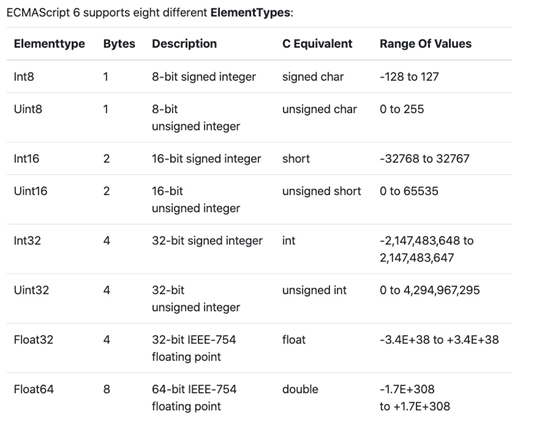 ECMAScript 6 supports eight different ElementTypes:
Elementtype Bytes Description C Equivalent Range Of Values
Int8 1 8-bit signed integer signed char -128 to 127
Uint8 1 8-bit unsigned char 0 to 255
unsigned integer
Int16 2 16-bit signed integer short -32768 to 32767
Uint16 2 16-bit unsigned short 0 to 65535
unsigned integer
Int32 4 32-bit signed integer int -2,147,483,648 to
2,147,483,647
Uint32 4 32-bit unsigned int 0 to 4,294,967,295
unsigned integer
Float32 4 32-bit IEEE-754 float -3.4E+38 to +3.4E+38
floating point
Float64 8 64-bit IEEE-754 double -1.7E+308
floating point to +1.7E+308